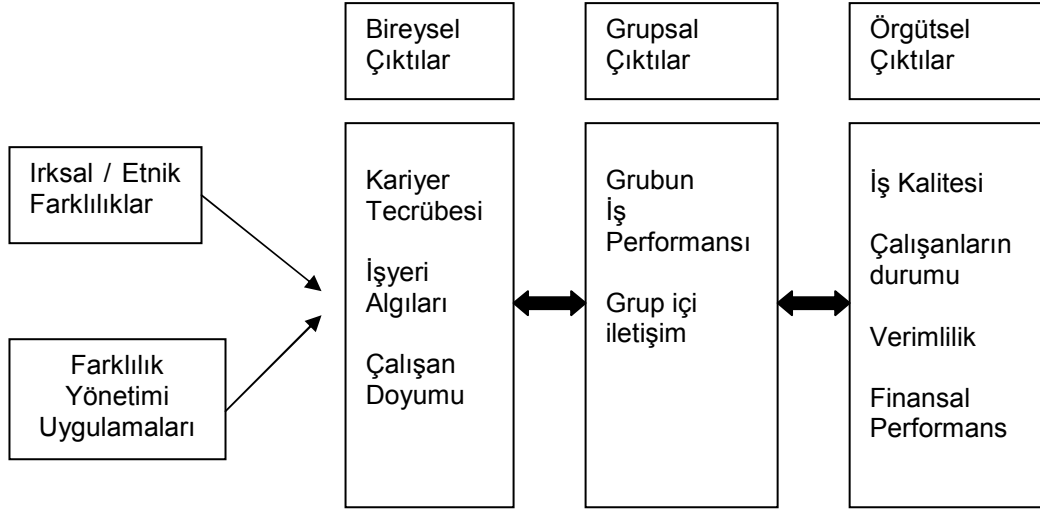 Bireysel
Çıktılar
Grupsal
Çıktılar
Örgütsel
Çıktılar
Irksal / Etnik
Farklılıklar
Farklılık
Yönetimi
Uygulamaları
Kariyer
Tecrübesi
İşyeri
Algıları
Çalışan
Doyumu
Grubun
İş
Performansı
Grup içi
iletişim
İş Kalitesi
Çalışanların
durumu
Verimlilik
Finansal
Performans